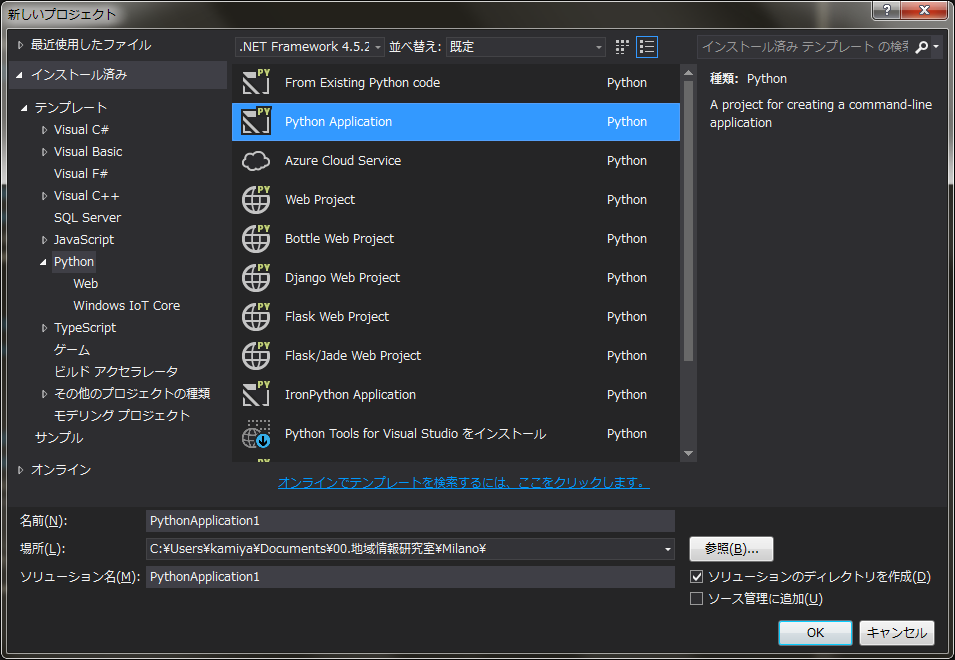 新しいプロジェクト
?
最近使用したファイル
インストール済み
テンプレート
Visual C#
Visual Basic
Visual F#
Visual C++
SQL Server
JavaScript
Python
Web
Windows IoT Core
TypeScript
ゲーム
ビルド アクセラレータ
その他のプロジェクトの種類
モデリング プロジェクト
サンプル
オンライン
.NET Framework 4.5.2 並べ替え: 既定
PY From Existing Python code Python
PY Python Application Python
Azure Cloud Service Python
PY Web Project Python
PY Bottle Web Project Python
PY Django Web Project Python
PY Flask Web Project Python
PY Flask/Jade Web Project Python
PY IronPython Application Python
Python Tools for Visual Studio をインストール Python
PY
オンラインでテンプレートを検索するには、ここをクリックします。
インストール済み テンプレート の検索
種類: Python
A project for creating a command-line
application
名前(N): PythonApplication1
場所(L): C:¥Users¥kamiya¥Documents¥00.地域情報研究室¥Milano¥ 参照(B)...
ソリューション名(M): PythonApplication1
ソリューションのディレクトリを作成(D)
ソース管理に追加(U)
OK キャンセル